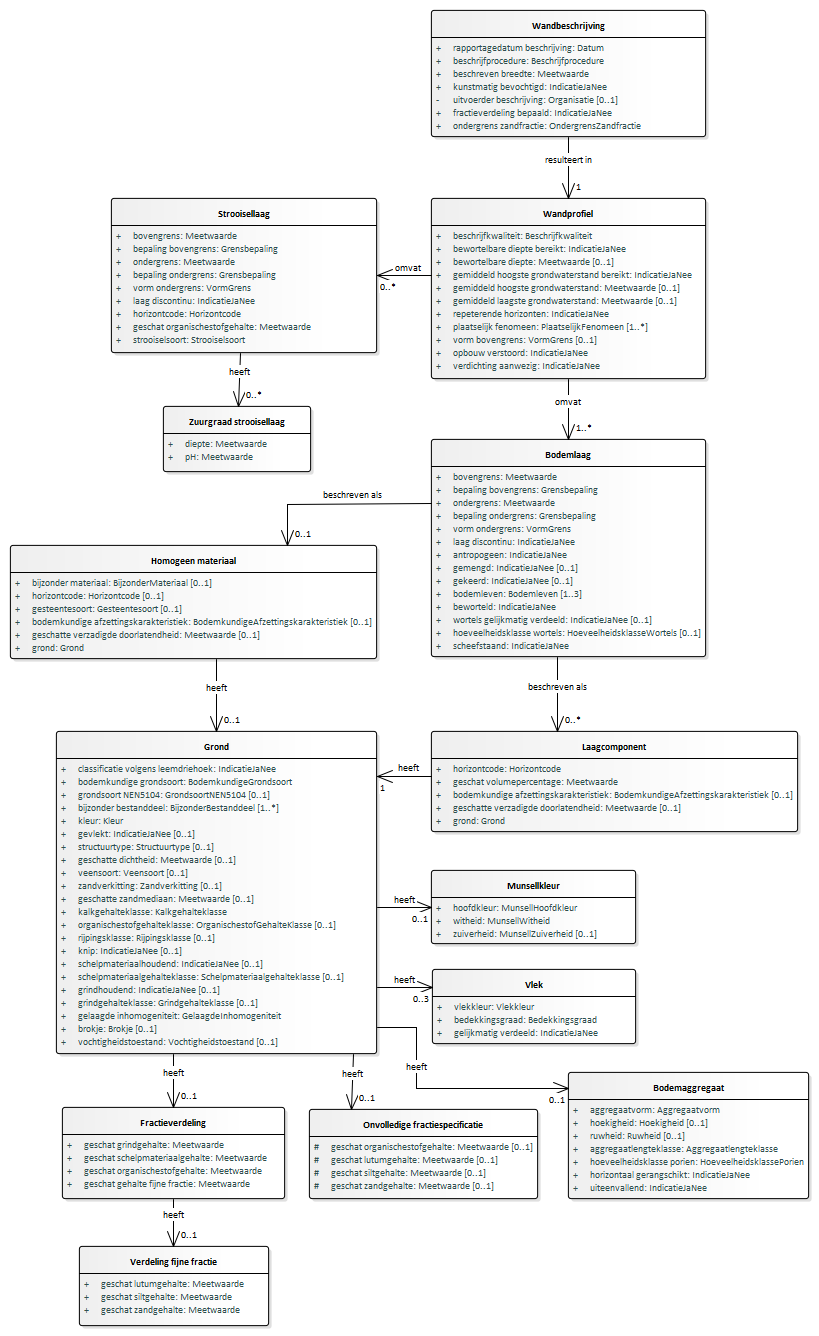 Wandbeschrijving
+ rapportagedatum beschrijving: Datum
+ beschrijfprocedure: Beschrijfprocedure
+ beschreven breedte: Meetwaarde
+ kunstmatig bevochtigd: IndicatieJaNee
- uitvoerder beschrijving: Organisatie [0..1]
+ fractieverdeling bepaald: IndicatieJaNee
+ ondergrens zandfractie: OndergrensZandfractie
resulteert in
1
Strooisellaag
+ bovengrens: Meetwaarde
+ bepaling bovengrens: Grensbepaling
+ ondergrens: Meetwaarde
+ bepaling ondergrens: Grensbepaling
+ vorm ondergrens: VormGrens
+ laag discontinu: IndicatieJaNee
+ horizontcode: Horizontcode
+ geschat organischestofgehalte: Meetwaarde
+ strooiselsoort: Strooiselsoort
omvat
0..*
Wandprofiel
+ beschrijfkwaliteit: Beschrijfkwaliteit
+ bewortelbare diepte bereikt: IndicatieJaNee
+ bewortelbare diepte: Meetwaarde [0..1]
+ gemiddeld hoogste grondwaterstand bereikt: IndicatieJaNee
+ gemiddeld hoogste grondwaterstand: Meetwaarde [0..1]
+ gemiddeld laagste grondwaterstand: Meetwaarde [0..1]
+ repeterende horizonten: IndicatieJaNee
+ plaatselijk fenomeen: PlaatselijkFenomeen [1..*]
+ vorm bovengrens: VormGrens [0..1]
+ opbouw verstoord: IndicatieJaNee
+ verdichting aanwezig: IndicatieJaNee
heeft
0..*
Zuurgraad strooisellaag
+ diepte: Meetwaarde
+ pH: Meetwaarde
omvat
1..*
Bodemlaag
+ bovengrens: Meetwaarde
+ bepaling bovengrens: Grensbepaling
+ ondergrens: Meetwaarde
+ bepaling ondergrens: Grensbepaling
+ vorm ondergrens: VormGrens
+ laag discontinu: IndicatieJaNee
+ antropogeen: IndicatieJaNee
+ gemengd: IndicatieJaNee [0..1]
+ gekeerd: IndicatieJaNee [0..1]
+ bodemleven: Bodemleven [1..3]
+ beworteld: IndicatieJaNee
+ wortels gelijkmatig verdeeld: IndicatieJaNee [0..1]
+ hoeveelheidsklasse wortels: HoeveelheidsklasseWortels [0..1]
+ scheefstaand: IndicatieJaNee
beschreven als
0..1
Homogeen materiaal
+ bijzonder materiaal: BijzonderMateriaal [0..1]
+ horizontcode: Horizontcode [0..1]
+ gesteentesoort: Gesteentesoort [0..1]
+ bodemkundige afzettingskarakteristiek: BodemkundigeAfzettingskarakteristiek [0..1]
+ geschatte verzadigde doorlatendheid: Meetwaarde [0..1]
+ grond: Grond
heeft
0..1
beschreven als
0..*
Grond
+ classificatie volgens leemdriehoek: IndicatieJaNee
+ bodemkundige grondsoort: BodemkundigeGrondsoort
+ grondsoort NEN5104: GrondsoortNEN5104 [0..1]
+ bijzonder bestanddeel: BijzonderBestanddeel [1..*]
+ kleur: Kleur
+ gevlekt: IndicatieJaNee [0..1]
+ structuurtype: Structuurtype [0..1]
+ geschatte dichtheid: Meetwaarde [0..1]
+ veensoort: Veensoort [0..1]
+ zandverkitting: Zandverkitting [0..1]
+ geschatte zandmediaan: Meetwaarde [0..1]
+ kalkgehalteklasse: Kalkgehalteklasse
+ organischestofgehalteklasse: OrganischestofGehalteKlasse [0..1]
+ rijpingsklasse: Rijpingsklasse [0..1]
+ knip: IndicatieJaNee [0..1]
+ schelpmateriaalhoudend: IndicatieJaNee [0..1]
+ schelpmateriaalgehalteklasse: Schelpmateriaalgehalteklasse [0..1]
+ grindhoudend: IndicatieJaNee [0..1]
+ grindgehalteklasse: Grindgehalteklasse [0..1]
+ gelaagde inhomogeniteit: GelaagdeInhomogeniteit
+ brokje: Brokje [0..1]
+ vochtigheidstoestand: Vochtigheidstoestand [0..1]
heeft
1
Laagcomponent
+ horizontcode: Horizontcode
+ geschat volumepercentage: Meetwaarde
+ bodemkundige afzettingskarakteristiek: BodemkundigeAfzettingskarakteristiek [0..1]
+ geschatte verzadigde doorlatendheid: Meetwaarde [0..1]
+ grond: Grond
heeft
0..1
Munsellkleur
+ hoofdkleur: MunsellHoofdkleur
+ witheid: MunsellWitheid
+ zuiverheid: MunsellZuiverheid [0..1]
heeft
0..3
Vlek
+ vlekkleur: Vlekkleur
+ bedekkingsgraad: Bedekkingsgraad
+ gelijkmatig verdeeld: IndicatieJaNee
heeft
0..1
Bodemaggregaat
+ aggregaatvorm: Aggregaatvorm
+ hoekigheid: Hoekigheid [0..1]
+ ruwheid: Ruwheid [0..1]
+ aggregaatlengteklasse: Aggregaatlengteklasse
+ hoeveelheidsklasse porien: HoeveelheidsklassePorien
+ horizontaal gerangschikt: IndicatieJaNee
+ uiteenvallend: IndicatieJaNee
heeft
0..1
Fractieverdeling
+ geschat grindgehalte: Meetwaarde
+ geschat schelpmateriaalgehalte: Meetwaarde
+ geschat organischestofgehalte: Meetwaarde
+ geschat gehalte fijne fractie: Meetwaarde
heeft
0..1
Onvolledige fractiespecificatie
# geschat organischestofgehalte: Meetwaarde [0..1]
# geschat lutumgehalte: Meetwaarde [0..1]
# geschat siltgehalte: Meetwaarde [0..1]
# geschat zandgehalte: Meetwaarde [0..1]
heeft
0..1
Verdeling fijne fractie
+ geschat lutumgehalte: Meetwaarde
+ geschat siltgehalte: Meetwaarde
+ geschat zandgehalte: Meetwaarde